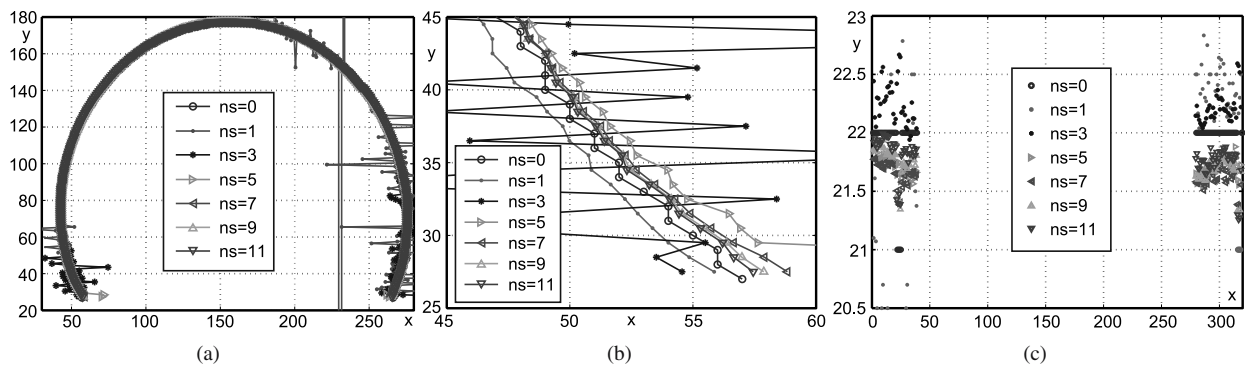 180
y
160
140
120
100
80
60
40
20
50
100
150
200
250
x
ns=0
ns=1
ns=3
ns=5
ns=7
ns=9
ns=11
(a)
45
y
40
35
30
25
45
50
x
55
60
ns=0
ns=1
ns=3
ns=5
ns=7
ns=9
ns=11
(b)
23
y
22.5
22
21.5
21
20.5
0
50
100
150
200
250
300
x
ns=0
ns=1
ns=3
ns=5
ns=7
ns=9
ns=11
(c)